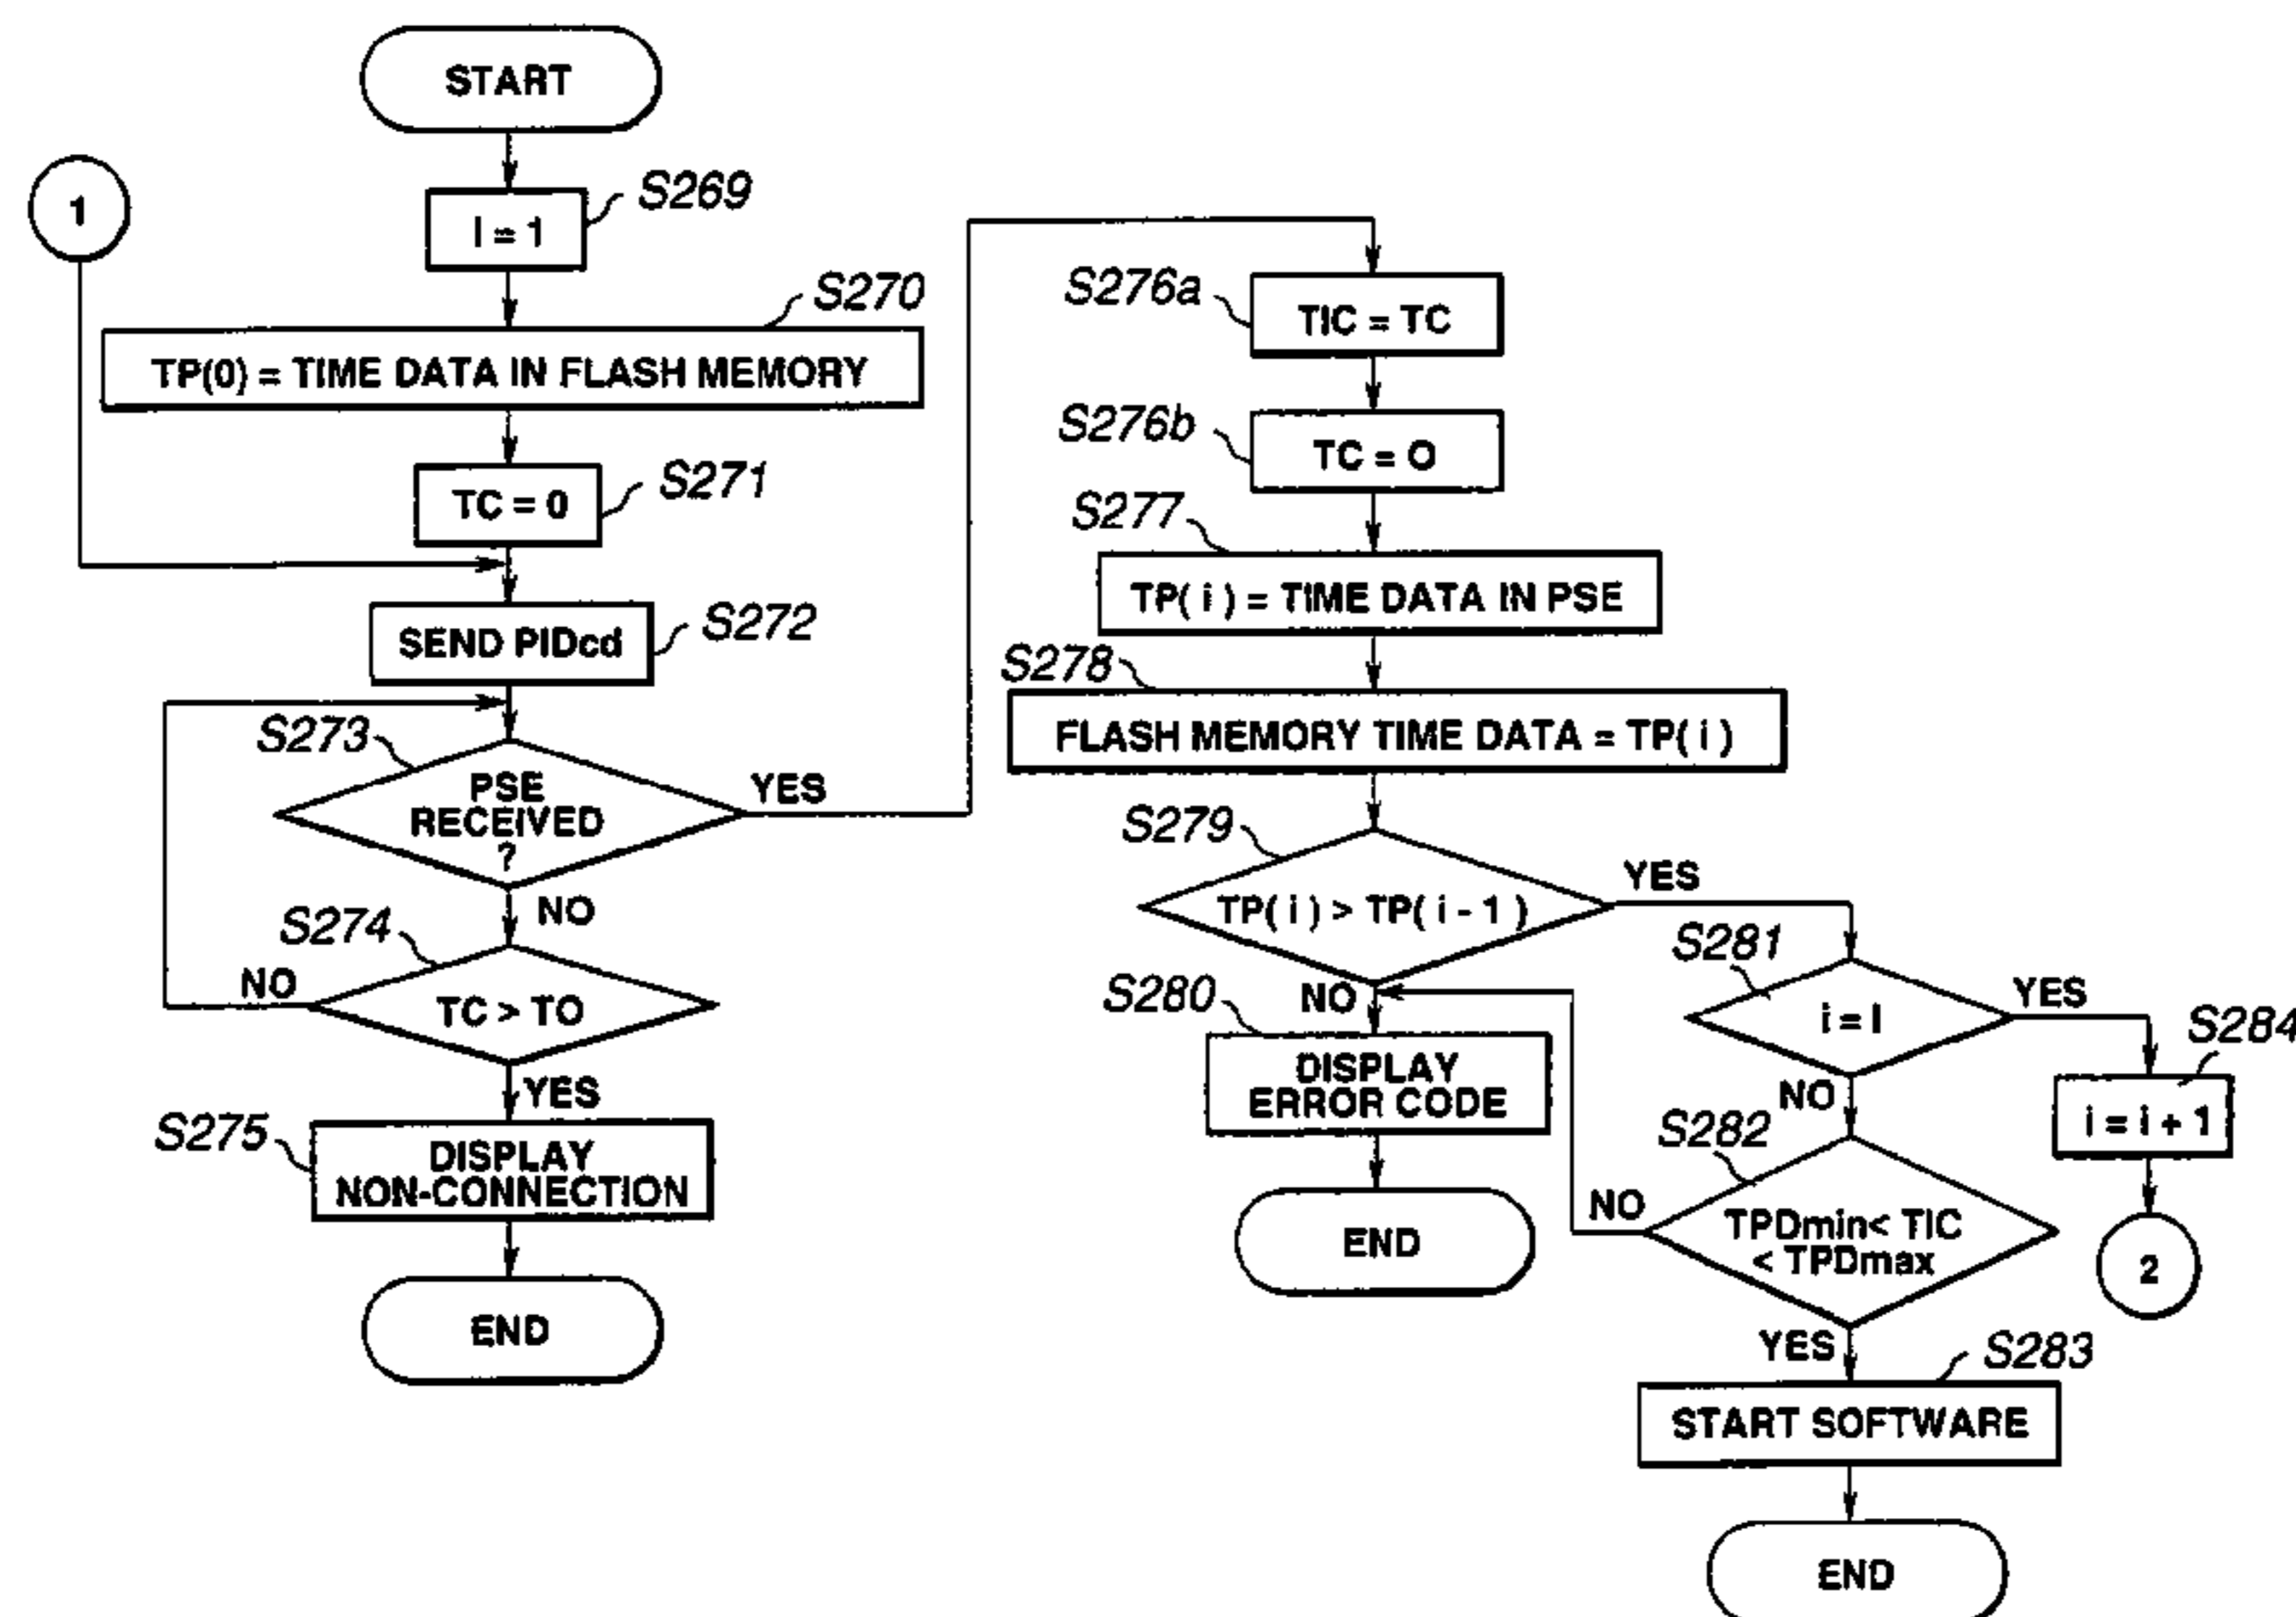 START
1
I = 1
S269
S270
TP(0) = TIME DATA IN FLASH MEMORY
TC = 0
S271
SEND PIDcd
S272
S273
PSE
RECEIVED
?
YES
NO
S274
NO
TC > TO
YES
S275
DISPLAY
NON-CONNECTION
END
S276a
TIC = TC
S276b
TC = O
S277
TP( i ) = TIME DATA IN PSE
S278
FLASH MEMORY TIME DATA = TP( i )
S279
TP( i ) > TP( i - 1 )
YES
NO
S280
DISPLAY
ERROR CODE
END
S281
i = I
YES
NO
S284
i = i + 1
2
S282
TPDmin< TIC
< TPDmax
NO
YES
S283
START SOFTWARE
END